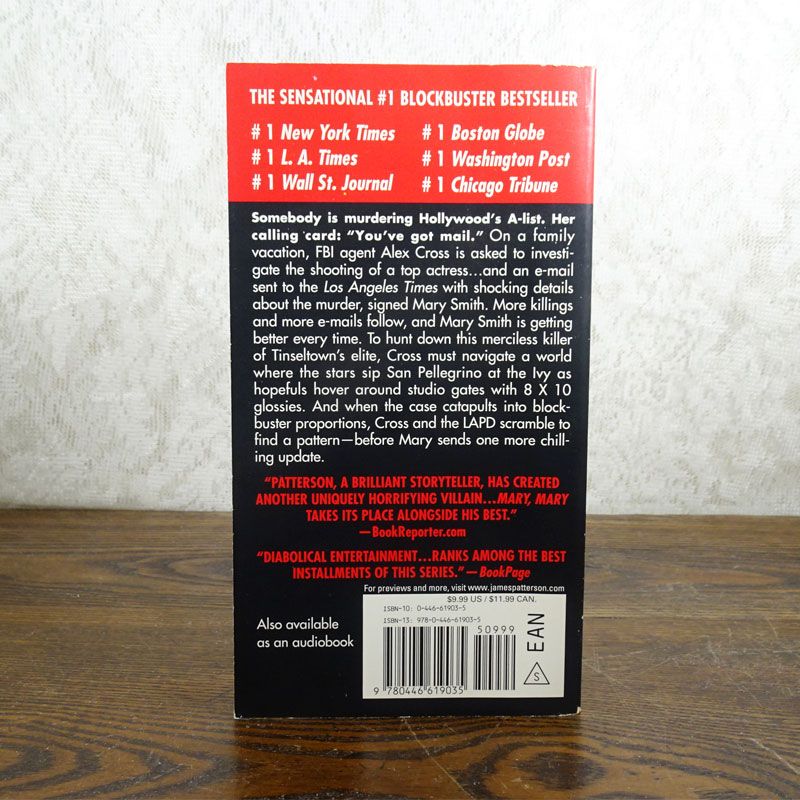 THE SENSATIONAL #1 BLOCKBUSTER BESTSELLER
# 1 New York Times
# 1 L. A. Times
# 1 Wall St. Journal
# 1 Boston Globe
# 1 Washington Post
# 1 Chicago Tribune
Somebody is murdering Hollywood's A-list. Her
calling card: "You've got mail." On a family
vacation, FBI agent Alex Cross is asked to investi-
gate the shooting of a top actress...and an e-mail
sent to the Los Angeles Times with shocking details
about the murder, signed Mary Smith. More killings
and more e-mails follow, and Mary Smith is getting
better every time. To hunt down this merciless killer
of Tinseltown's elite, Cross must navigate a world
where the stars sip San Pellegrino at the Ivy as
hopefuls hover around studio gates with 8 X 10
glossies. And when the case catapults into block-
buster proportions, Cross and the LAPD scramble to
find a pattern—before Mary sends one more chill-
ing update.
"PATTERSON, A BRILLIANT STORYTELLER, HAS CREATED
ANOTHER UNIQUELY HORRIFYING VILLAIN...MARY, MARY
TAKES ITS PLACE ALONGSIDE HIS BEST."
—BookReporter.com
"DIABOLICAL ENTERTAINMENT...RANKS AMONG THE BEST
INSTALLMENTS OF THIS SERIES." —BookPage
For previews and more, visit www.jamespatterson.com
Also available
as an audiobook
$9.99 US / $11.99 CAN.
ISBN-10: 0-446-61903-5
ISBN-13: 978-0-446-61903-5
50999
9 780446 619035
EAN
S